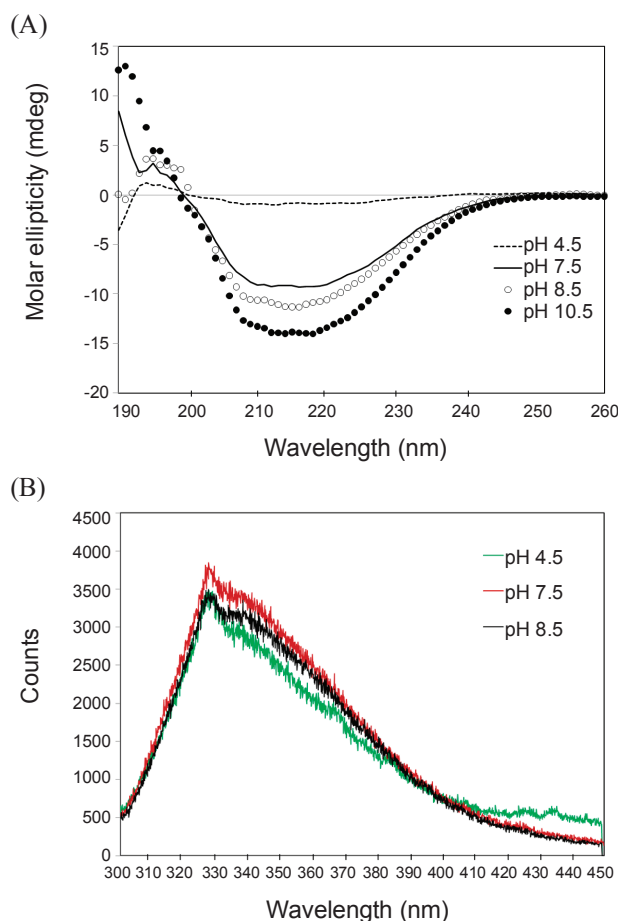 (A)
15
10
5
0
-5
-10
-15
-20
Molar ellipticity (mdeg)
pH 4.5
pH 7.5
pH 8.5
pH 10.5
190 200 210 220 230 240 250 260
Wavelength (nm)
(B)
4500
4000
3500
3000
2500
2000
1500
1000
500
0
Counts
pH 4.5
pH 7.5
pH 8.5
300 310 320 330 340 350 360 370 380 390 400 410 420 430 440 450
Wavelength (nm)